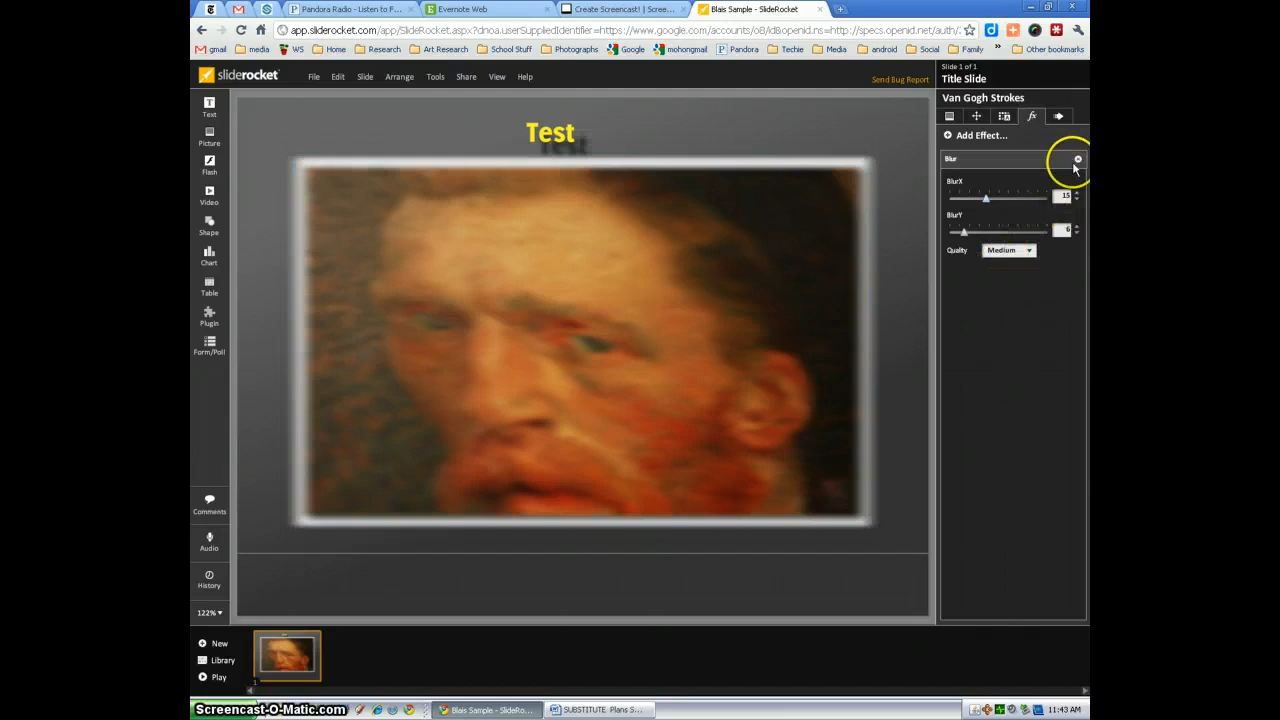 Pandora Radio - Listen to F...
Evernote Web
Create Screencast! | Scree...
Blais Sample - SlideRocket
app.sliderocket.com/app/SlideRocket.aspx?dnoa.userSuppliedIdentifier=https://www.google.com/accounts/o8/id&openid.ns=http://specs.openid.net/auth/
gmail
media
WS
Home
Research
Art Research
School Stuff
Photographs
Google
mohongmail
Pandora
Techie
Media
android
Social
Family
»
Other bookmarks
sliderocket
File
Edit
Slide
Arrange
Tools
Share
View
Help
Send Bug Report
Slide 1 of 1
Title Slide
Van Gogh Strokes
fx
Add Effect...
Blur
BlurX
15
BlurY
6
Quality
Medium
Text
Picture
Flash
Video
Shape
Chart
Table
Plugin
Form/Poll
Comments
Audio
History
122%
Test
New
Library
Play
1
Screencast-O-Matic.com
Blais Sample - SlideRo...
SUBSTITUTE Plans S...
11:43 AM